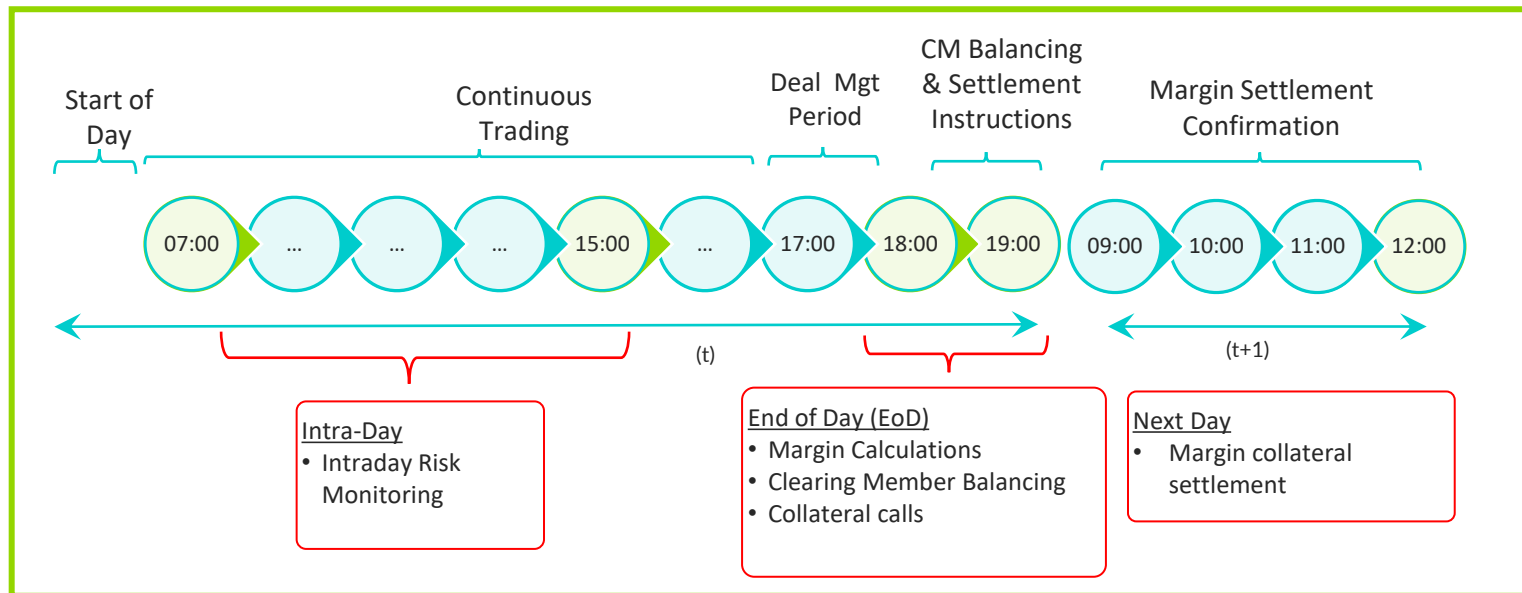 Start of
Day
Continuous
Trading
Deal Mgt
Period
CM Balancing
& Settlement
Instructions
Margin Settlement
Confirmation
07:00
...
...
...
15:00
...
17:00
18:00
19:00
09:00
10:00
11:00
12:00
(t)
(t+1)
Intra-Day
• Intraday Risk
Monitoring
End of Day (EoD)
• Margin Calculations
• Clearing Member Balancing
• Collateral calls
Next Day
• Margin collateral
settlement